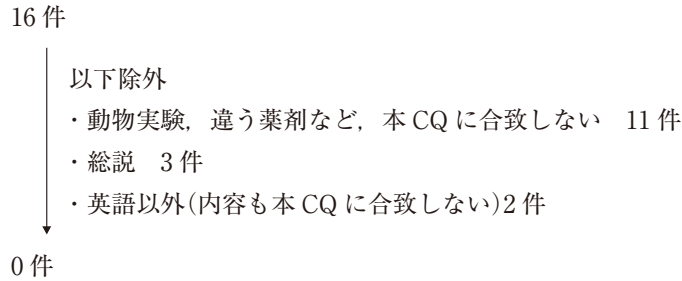 16 件
以下除外
・動物実験，違う薬剤など，本 CQ に合致しない　11 件
・総説　3 件
・英語以外(内容も本 CQ に合致しない)2 件
0 件